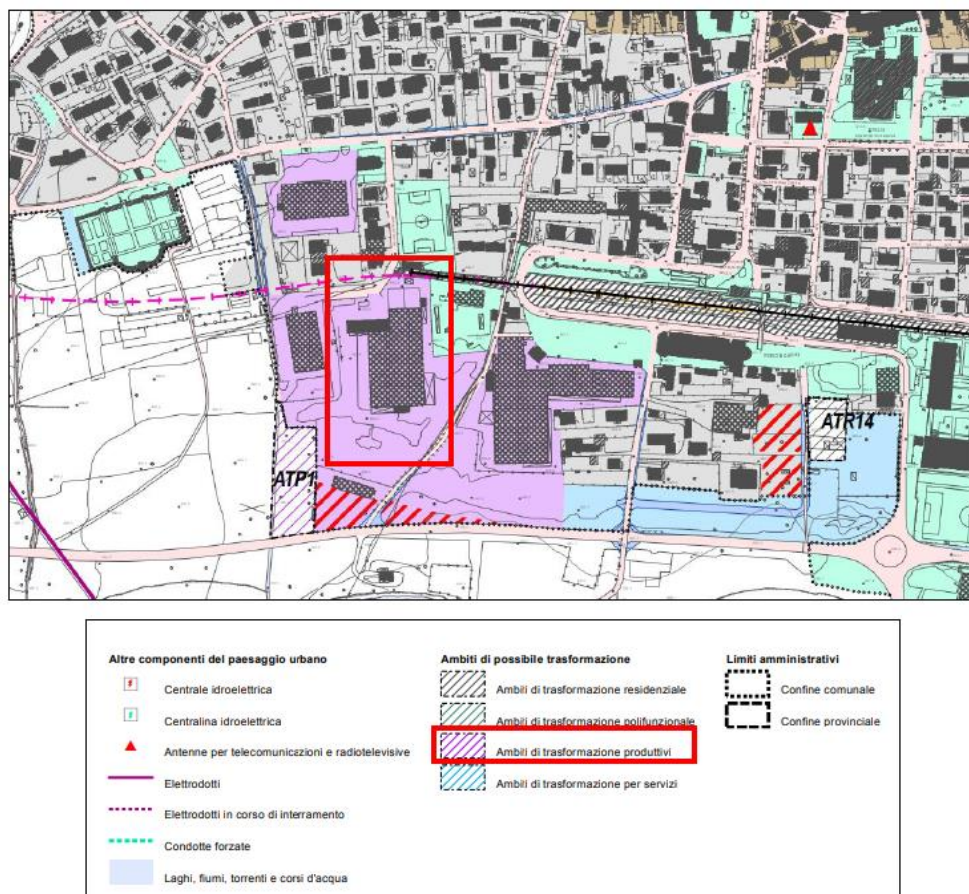 ATR14
ATP1
Altre componenti del paesaggio urbano
Centrale idroelettrica
Centralina idroelettrica
Antenne per telecomunicazioni e radiotelevisive
Elettrodotti
Elettrodotti in corso di interramento
Condotte forzate
Laghi, fiumi, torrenti e corsi d'acqua
Ambiti di possibile trasformazione
Ambiti di trasformazione residenziale
Ambiti di trasformazione polifunzionale
Ambiti di trasformazione produttivi
Ambiti di trasformazione per servizi
Limiti amministrativi
Confine comunale
Confine provinciale